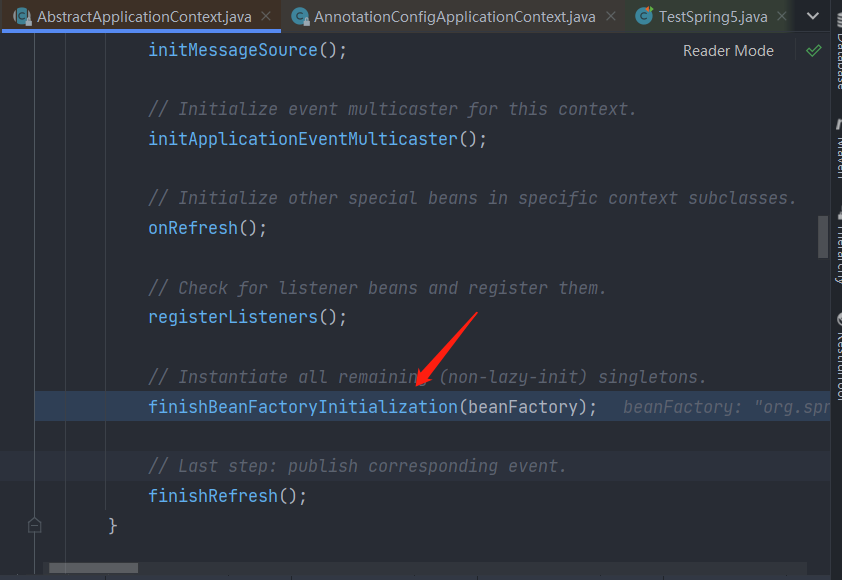 AbstractApplicationContext.java
AnnotationConfigApplicationContext.java
TestSpring5.java
initMessageSource();
Reader Mode
// Initialize event multicaster for this context.
initApplicationEventMulticaster();
// Initialize other special beans in specific context subclasses.
onRefresh();
// Check for listener beans and register them.
registerListeners();
// Instantiate all remaining (non-lazy-init) singletons.
finishBeanFactoryInitialization(beanFactory); beanFactory: "org.spr
// Last step: publish corresponding event.
finishRefresh();
}
Database
Maven
Hierarchy